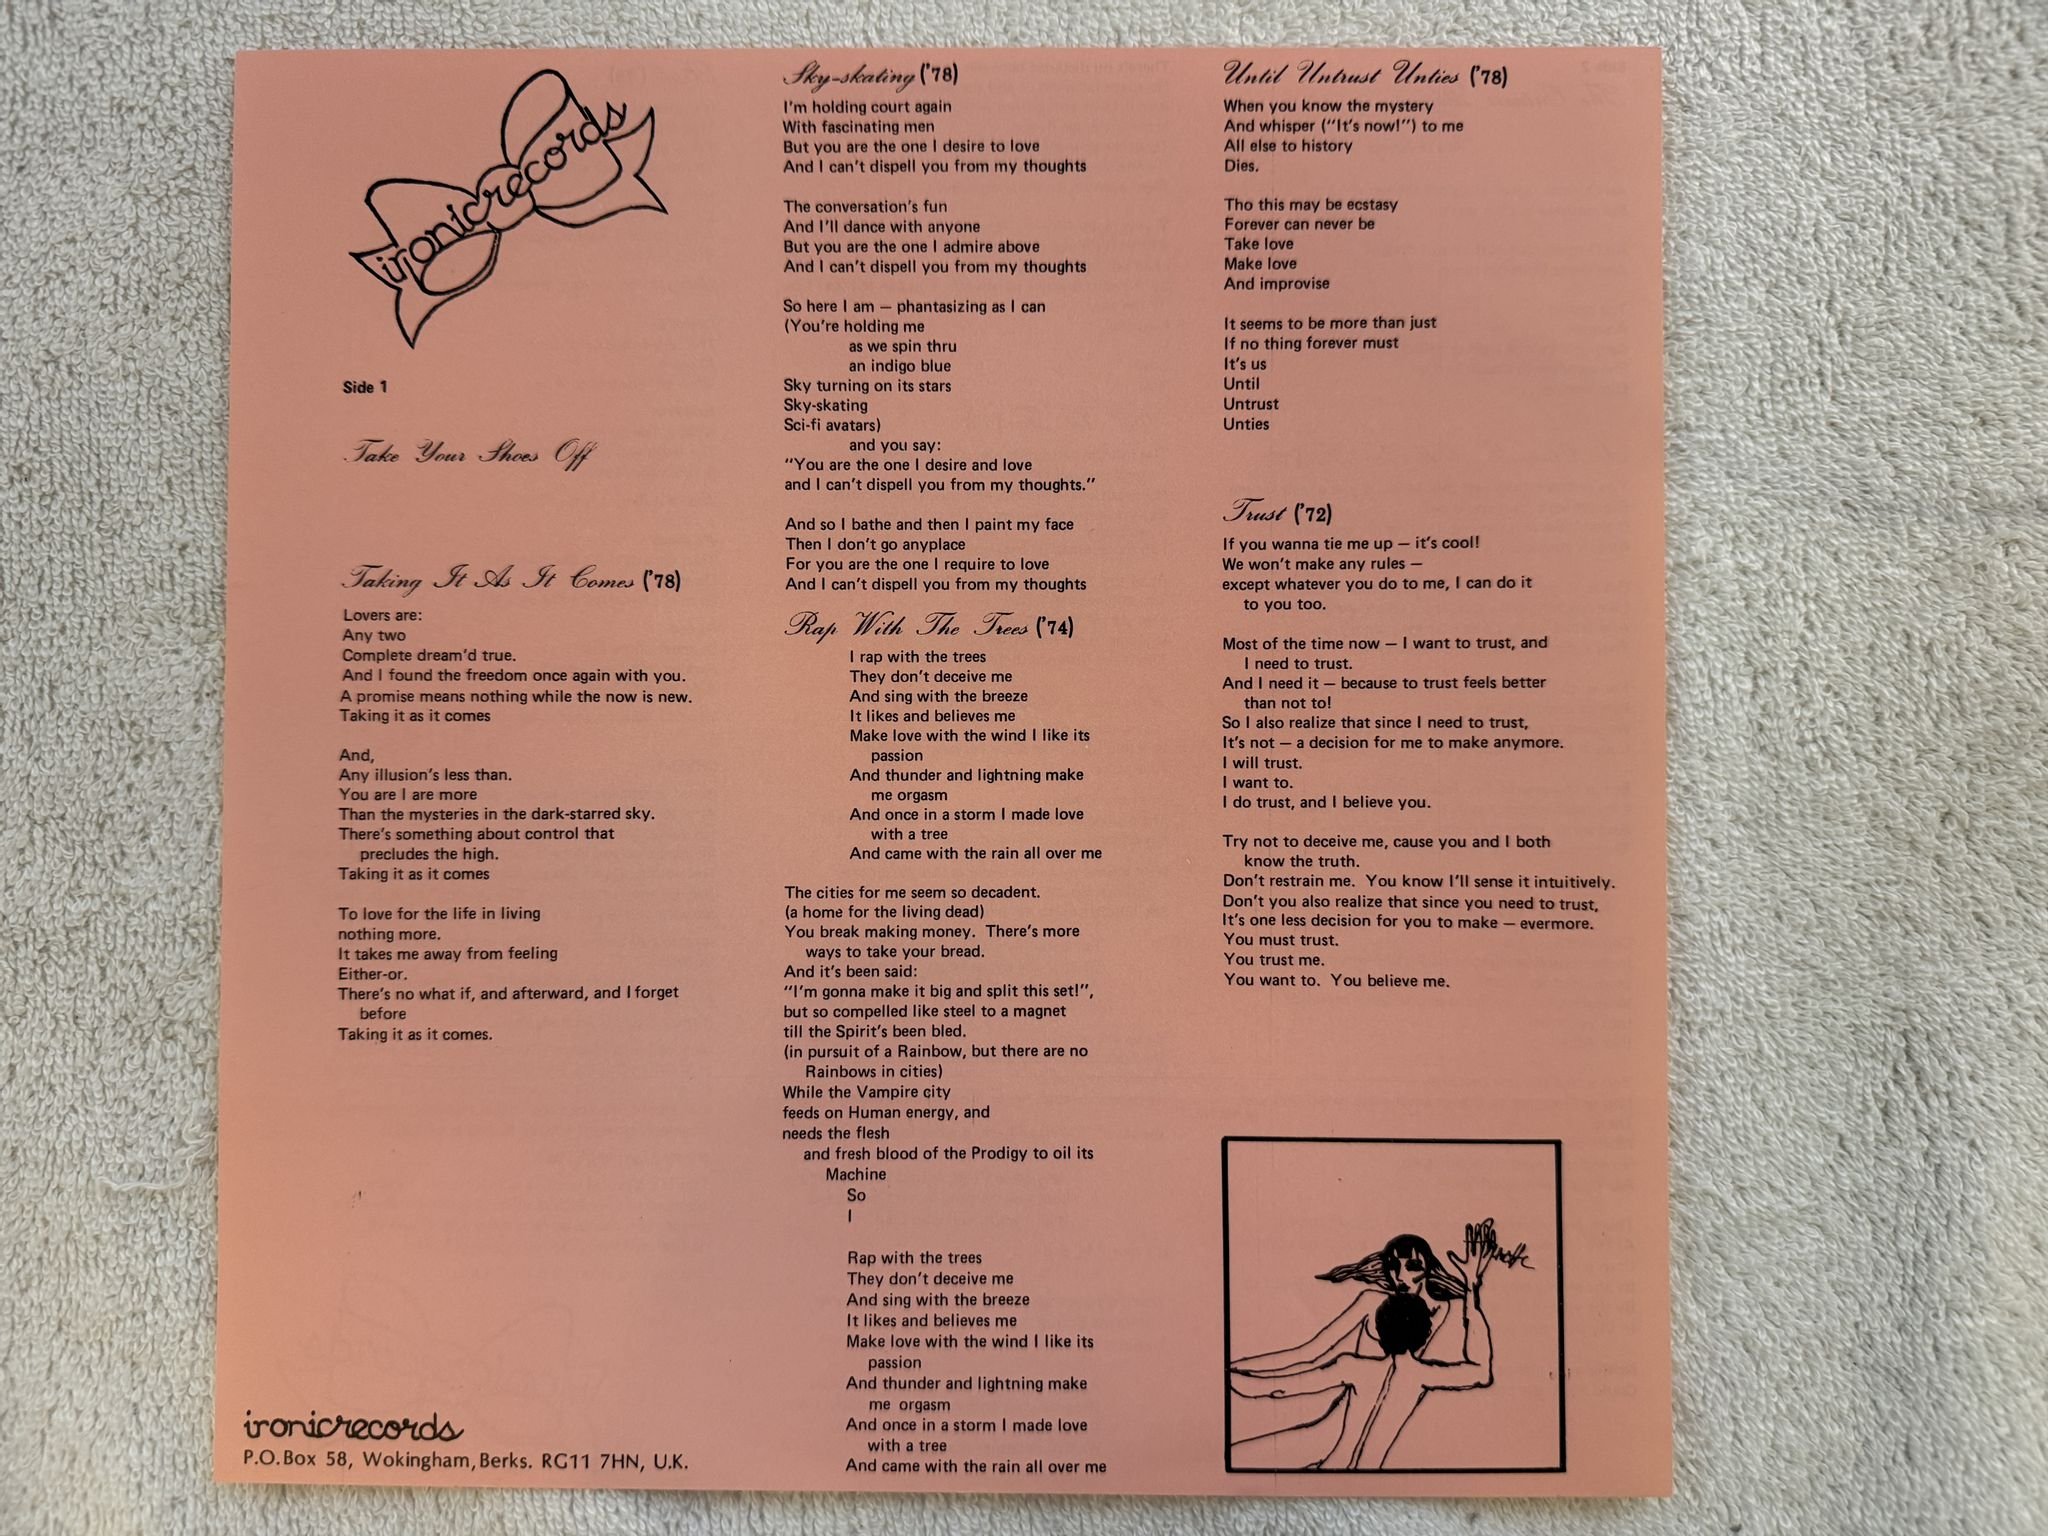 ironicrecords
Side 1
Take Your Shoes Off
Taking It As It Comes ('78)
Lovers are:
Any two
Complete dream'd true.
And I found the freedom once again with you.
A promise means nothing while the now is new.
Taking it as it comes
And,
Any illusion's less than.
You are I are more
Than the mysteries in the dark-starred sky.
There's something about control that
precludes the high.
Taking it as it comes
To love for the life in living
nothing more.
It takes me away from feeling
Either-or.
There's no what if, and afterward, and I forget
before
Taking it as it comes.
ironicrecords
P.O.Box 58, Wokingham, Berks. RG11 7HN, U.K.
Sky-skating ('78)
I'm holding court again
With fascinating men
But you are the one I desire to love
And I can't dispell you from my thoughts
The conversation's fun
And I'll dance with anyone
But you are the one I admire above
And I can't dispell you from my thoughts
So here I am — phantasizing as I can
(You're holding me
as we spin thru
an indigo blue
Sky turning on its stars
Sky-skating
Sci-fi avatars)
and you say:
"You are the one I desire and love
and I can't dispell you from my thoughts."
And so I bathe and then I paint my face
Then I don't go anyplace
For you are the one I require to love
And I can't dispell you from my thoughts
Rap With The Trees ('74)
I rap with the trees
They don't deceive me
And sing with the breeze
It likes and believes me
Make love with the wind I like its
passion
And thunder and lightning make
me orgasm
And once in a storm I made love
with a tree
And came with the rain all over me
The cities for me seem so decadent.
(a home for the living dead)
You break making money. There's more
ways to take your bread.
And it's been said:
"I'm gonna make it big and split this set!",
but so compelled like steel to a magnet
till the Spirit's been bled.
(in pursuit of a Rainbow, but there are no
Rainbows in cities)
While the Vampire city
feeds on Human energy, and
needs the flesh
and fresh blood of the Prodigy to oil its
Machine
So
I
Rap with the trees
They don't deceive me
And sing with the breeze
It likes and believes me
Make love with the wind I like its
passion
And thunder and lightning make
me orgasm
And once in a storm I made love
with a tree
And came with the rain all over me
Until Untrust Unties ('78)
When you know the mystery
And whisper ("It's now!") to me
All else to history
Dies.
Tho this may be ecstasy
Forever can never be
Take love
Make love
And improvise
It seems to be more than just
If no thing forever must
It's us
Until
Untrust
Unties
Trust ('72)
If you wanna tie me up — it's cool!
We won't make any rules —
except whatever you do to me, I can do it
to you too.
Most of the time now — I want to trust, and
I need to trust.
And I need it — because to trust feels better
than not to!
So I also realize that since I need to trust,
It's not — a decision for me to make anymore.
I will trust.
I want to.
I do trust, and I believe you.
Try not to deceive me, cause you and I both
know the truth.
Don't restrain me. You know I'll sense it intuitively.
Don't you also realize that since you need to trust,
It's one less decision for you to make — evermore.
You must trust.
You trust me.
You want to. You believe me.